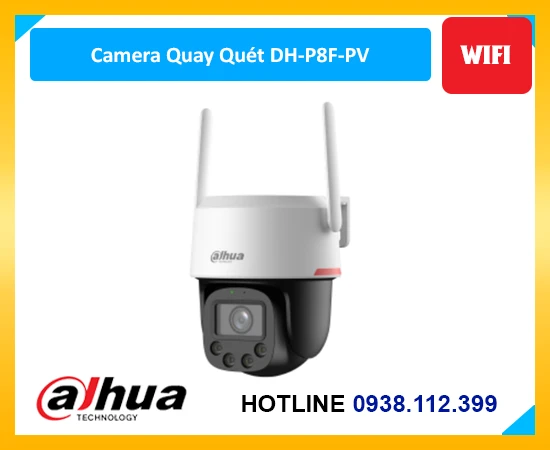 Camera Quay Quét DH-P8F-PV
WIFI
alhua
alhua
TECHNOLOGY
HOTLINE 0938.112.399